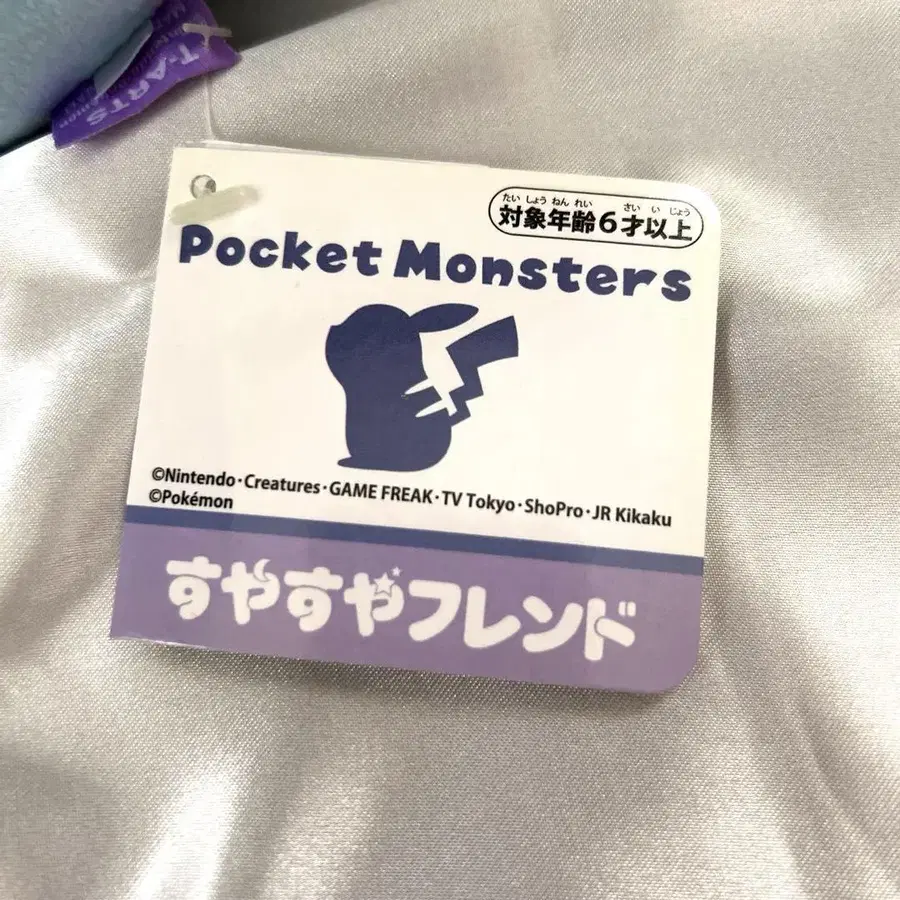 T-ARTS
たいしょうねんれい さい いじょう
対象年齢6才以上
Pocket Monsters
©Nintendo・Creatures・GAME FREAK・TV Tokyo・ShoPro・JR Kikaku
©Pokémon
すやすやフレンド